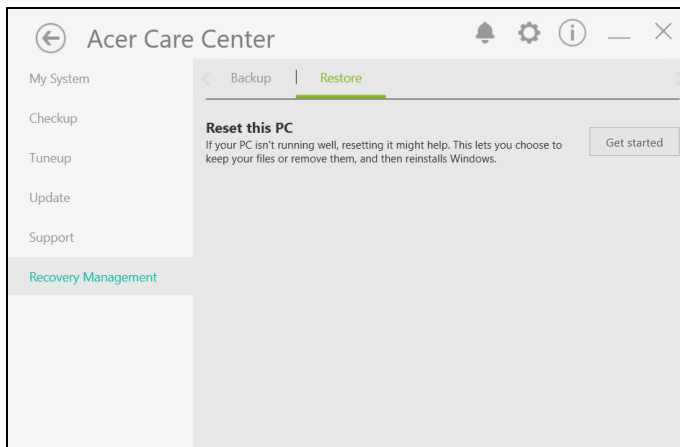 Acer Care Center
My System
Backup
Restore
Checkup
Reset this PC
If your PC isn't running well, resetting it might help. This lets you choose to
keep your files or remove them, and then reinstalls Windows.
Get started
Tuneup
Update
Support
Recovery Management